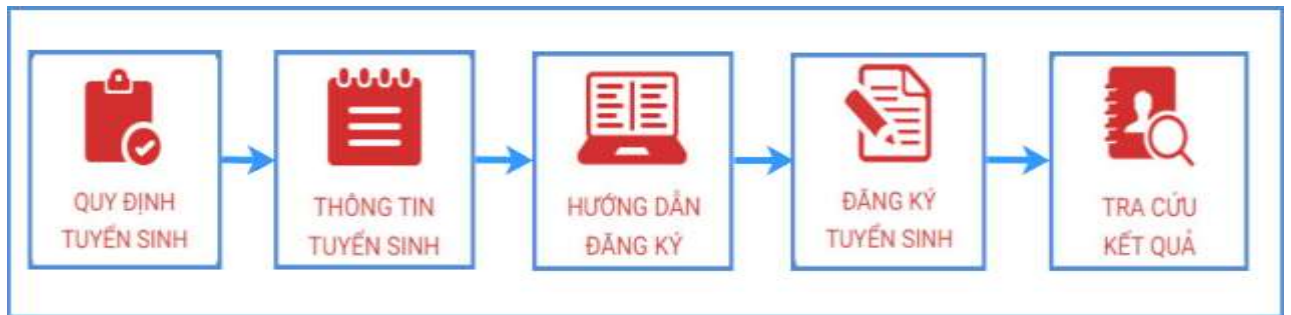 QUY ĐỊNH
TUYỂN SINH
THÔNG TIN
TUYỂN SINH
HƯỚNG DẪN
ĐĂNG KÝ
ĐĂNG KÝ
TUYỂN SINH
TRA CỨU
KẾT QUẢ